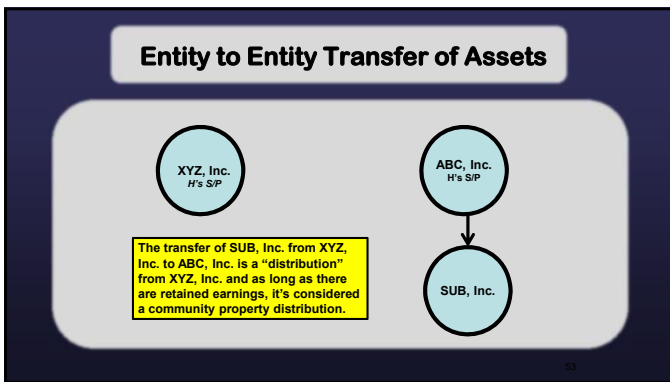 Entity to Entity Transfer of Assets
XYZ, Inc.
H's S/P
ABC, Inc.
H's S/P
The transfer of SUB, Inc. from XYZ,
Inc. to ABC, Inc. is a “distribution”
from XYZ, Inc. and as long as there
are retained earnings, it's considered
a community property distribution.
SUB, Inc.
53